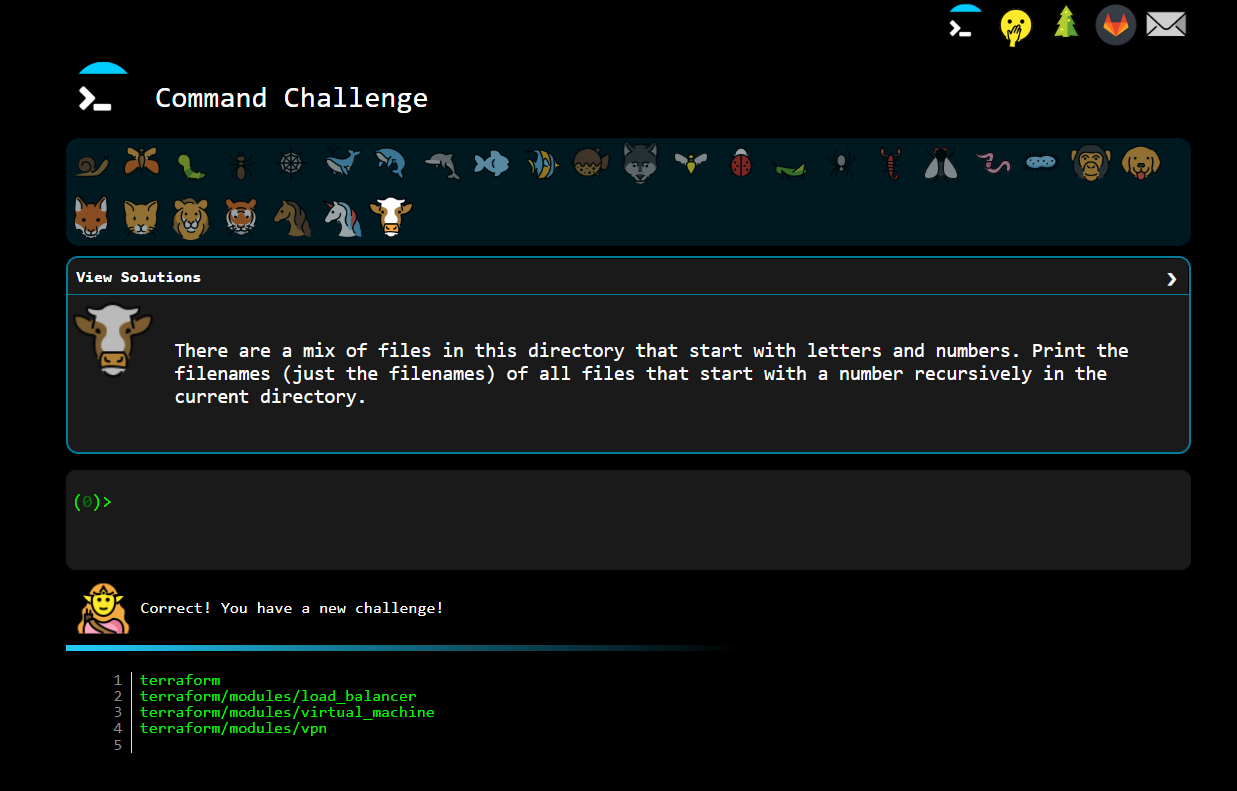 Command Challenge
View Solutions
There are a mix of files in this directory that start with letters and numbers. Print the
filenames (just the filenames) of all files that start with a number recursively in the
current directory.
(0)>
Correct! You have a new challenge!
1 terraform
2 terraform/modules/load_balancer
3 terraform/modules/virtual_machine
4 terraform/modules/vpn
5